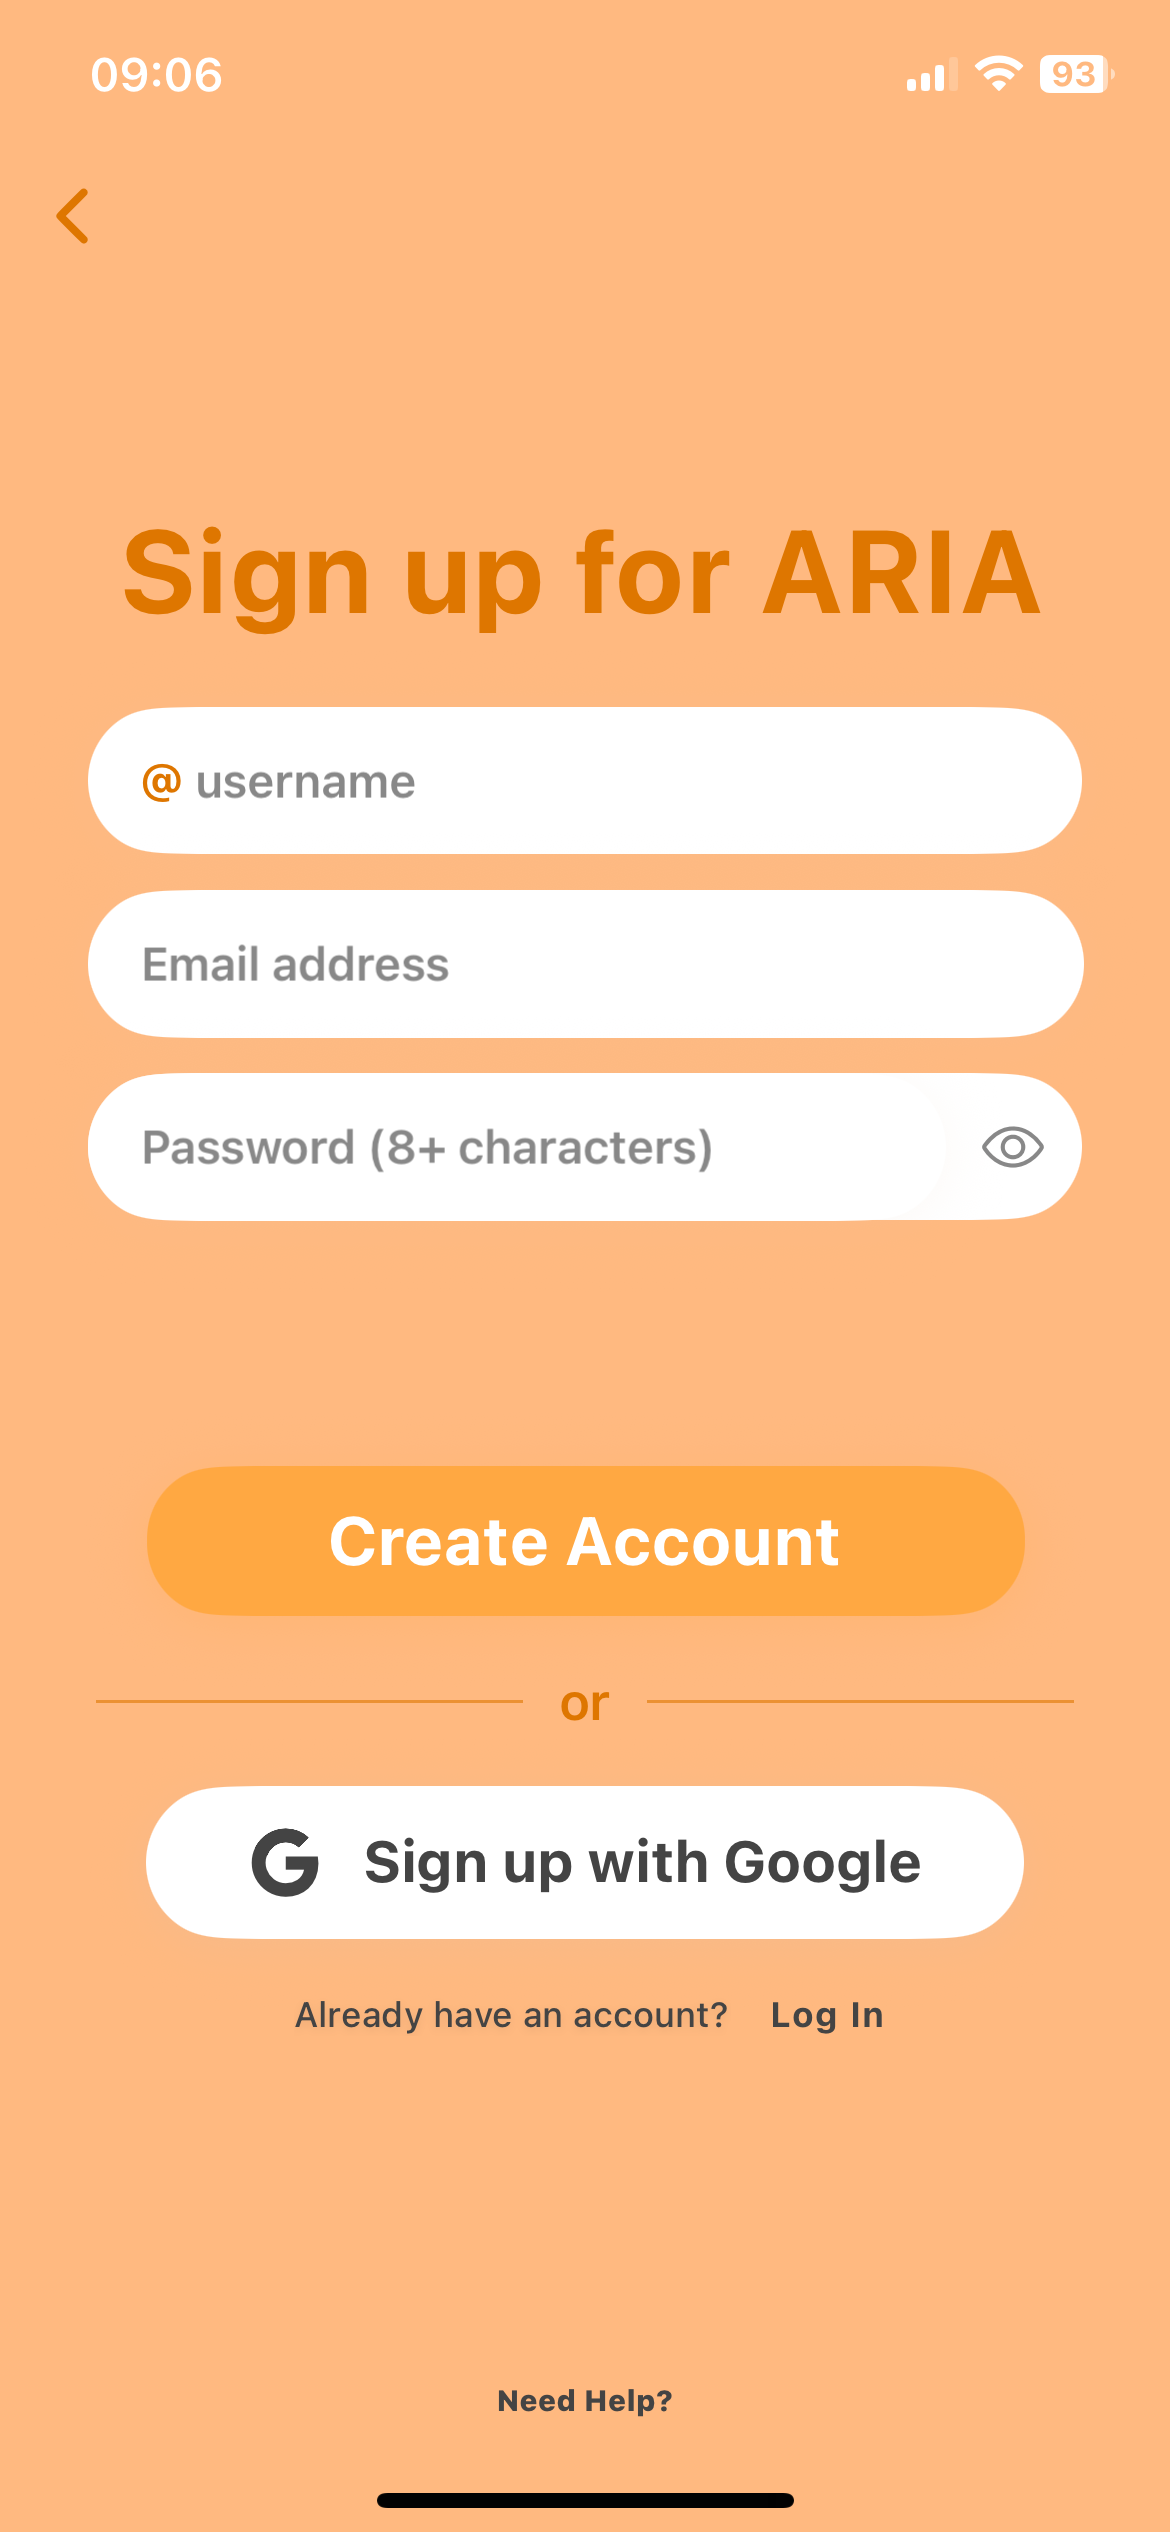 09:06
93
Sign up for ARIA
@ username
Email address
Password (8+ characters)
Create Account
or
G Sign up with Google
Already have an account? Log In
Need Help?